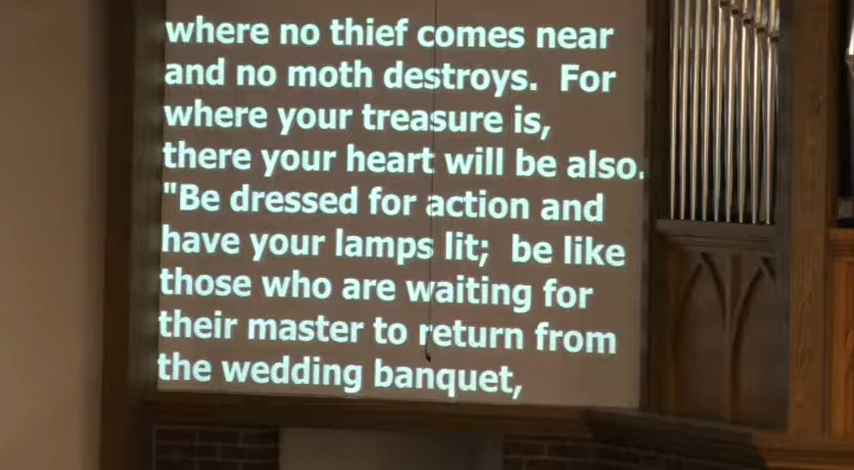 where no thief comes near
and no moth destroys.  For
where your treasure is,
there your heart will be also.
"Be dressed for action and
have your lamps lit;  be like
those who are waiting for
their master to return from
the wedding banquet,